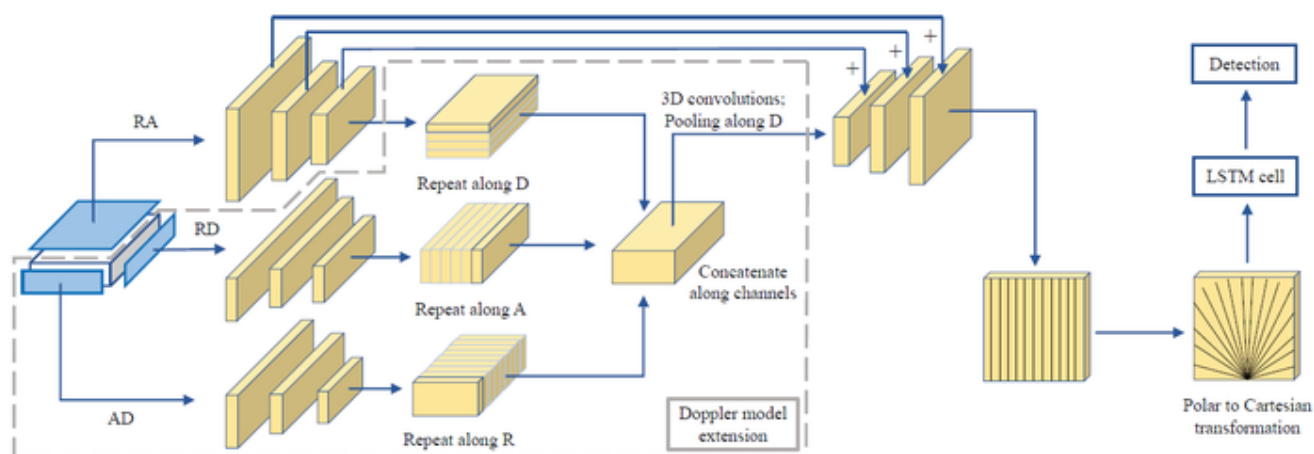 RA
RD
AD
Repeat along D
Repeat along A
Repeat along R
3D convolutions;
Pooling along D
Concatenate
along channels
Doppler model
extension
+
+
+
Detection
LSTM cell
Polar to Cartesian
transformation